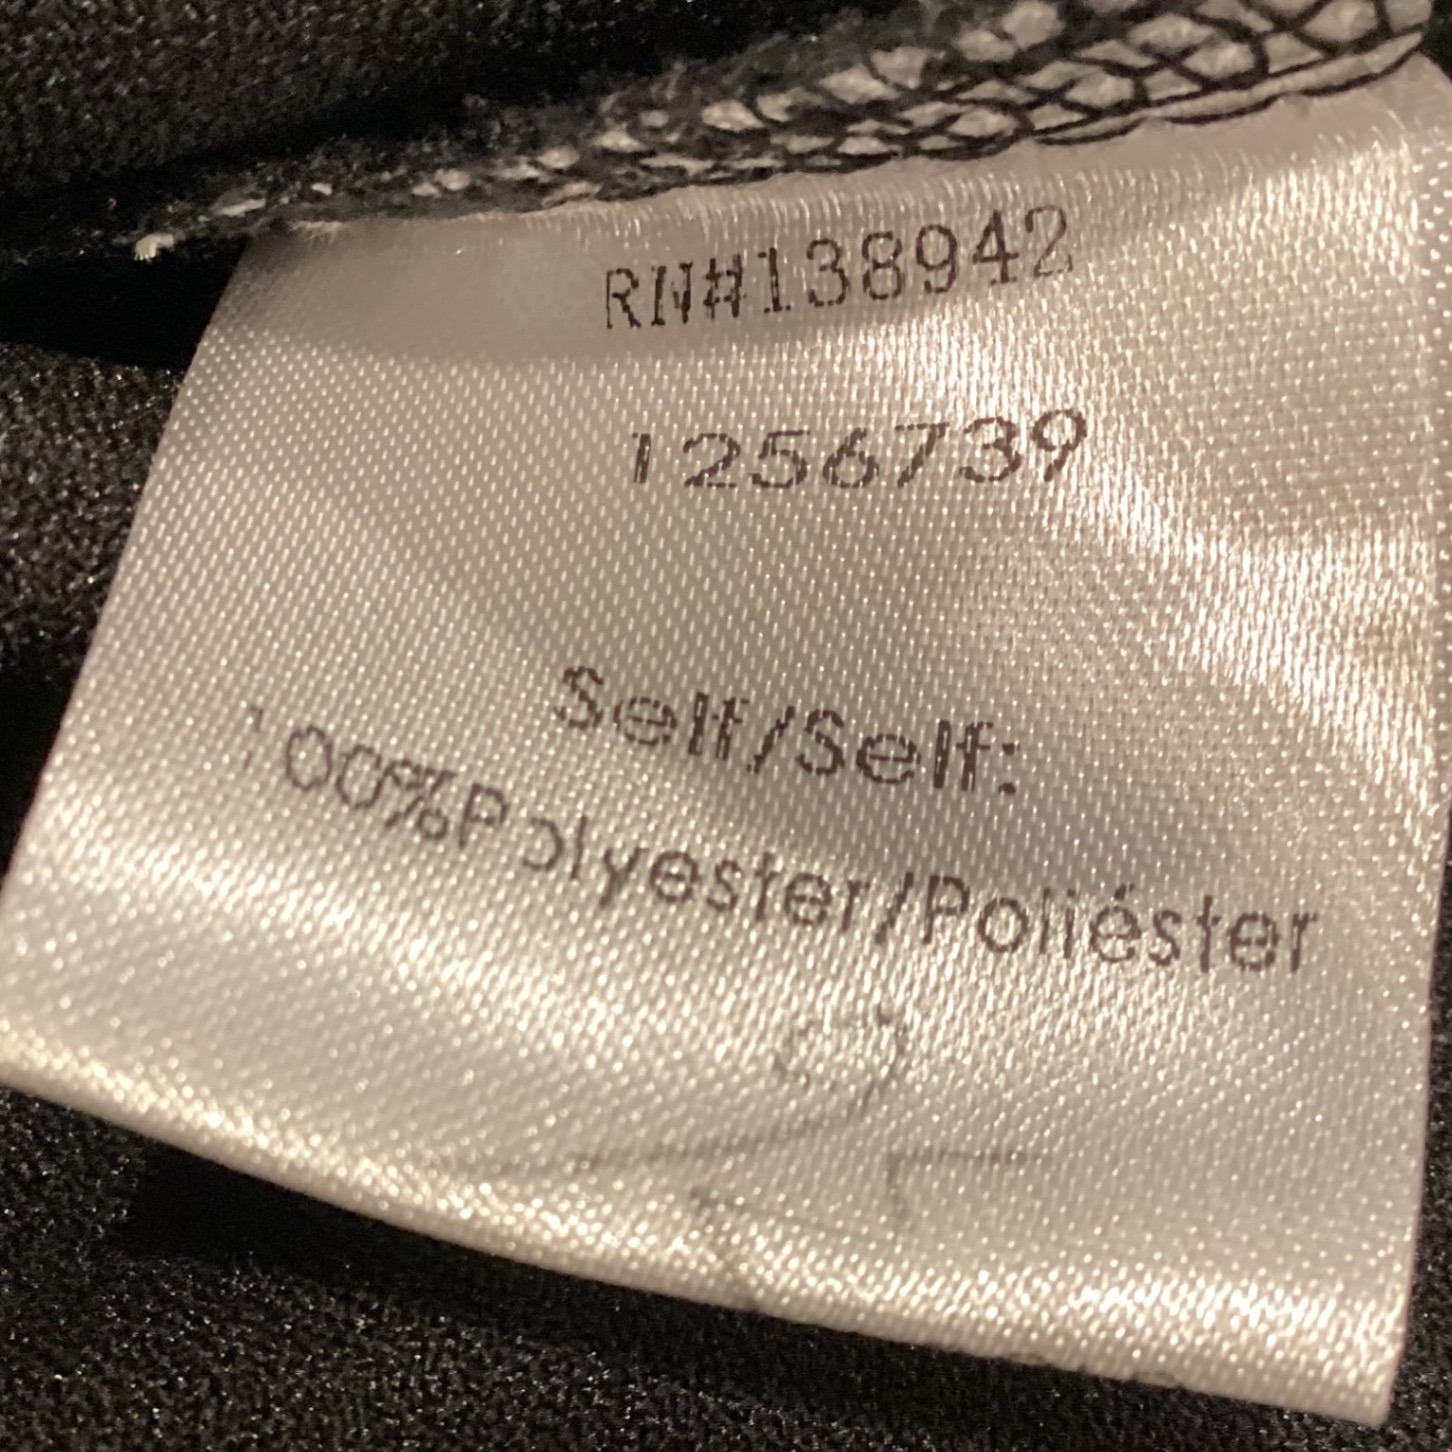 RN#138942
1256739
Self/Self:
100%Polyester/Poliéster